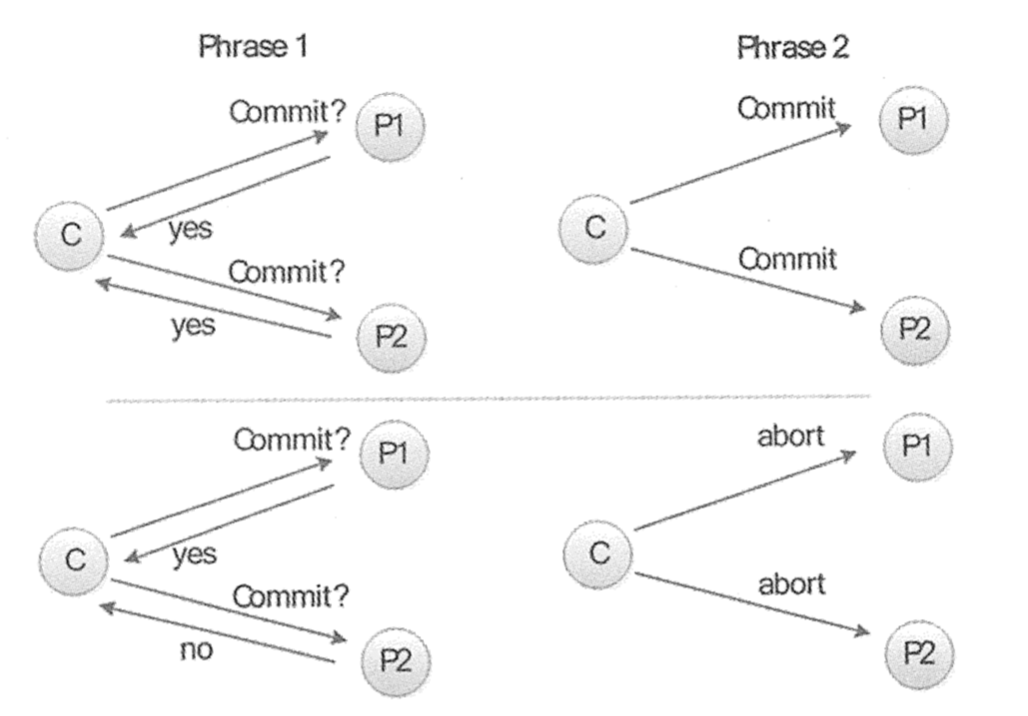 Phrase 1
Phrase 2
Commit?
P1
C
yes
Commit?
yes
P2
Commit
P1
C
Commit
P2
Commit?
P1
C
yes
Commit?
no
P2
abort
P1
C
abort
P2